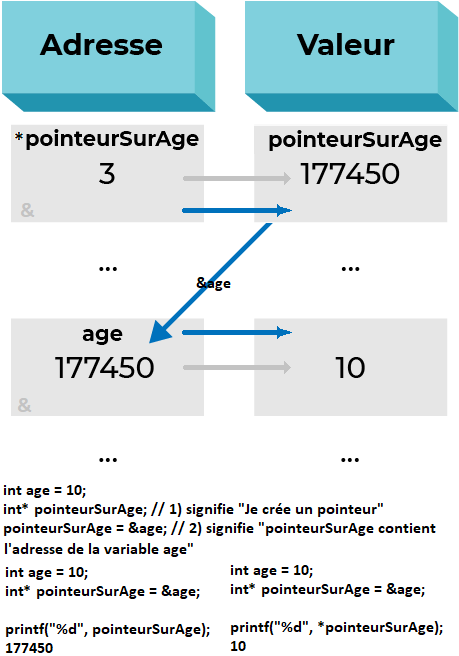 Adresse
Valeur
*pointeurSurAge
pointeurSurAge
3
177450
&
...
...
&age
age
177450
10
&
...
...
int age = 10;
int* pointeurSurAge; // 1) signifie "Je crée un pointeur"
pointeurSurAge = &age; // 2) signifie "pointeurSurAge contient
l'adresse de la variable age"
int age = 10;
int* pointeurSurAge = &age;
printf("%d", pointeurSurAge);
177450
int age = 10;
int* pointeurSurAge = &age;
printf("%d", *pointeurSurAge);
10